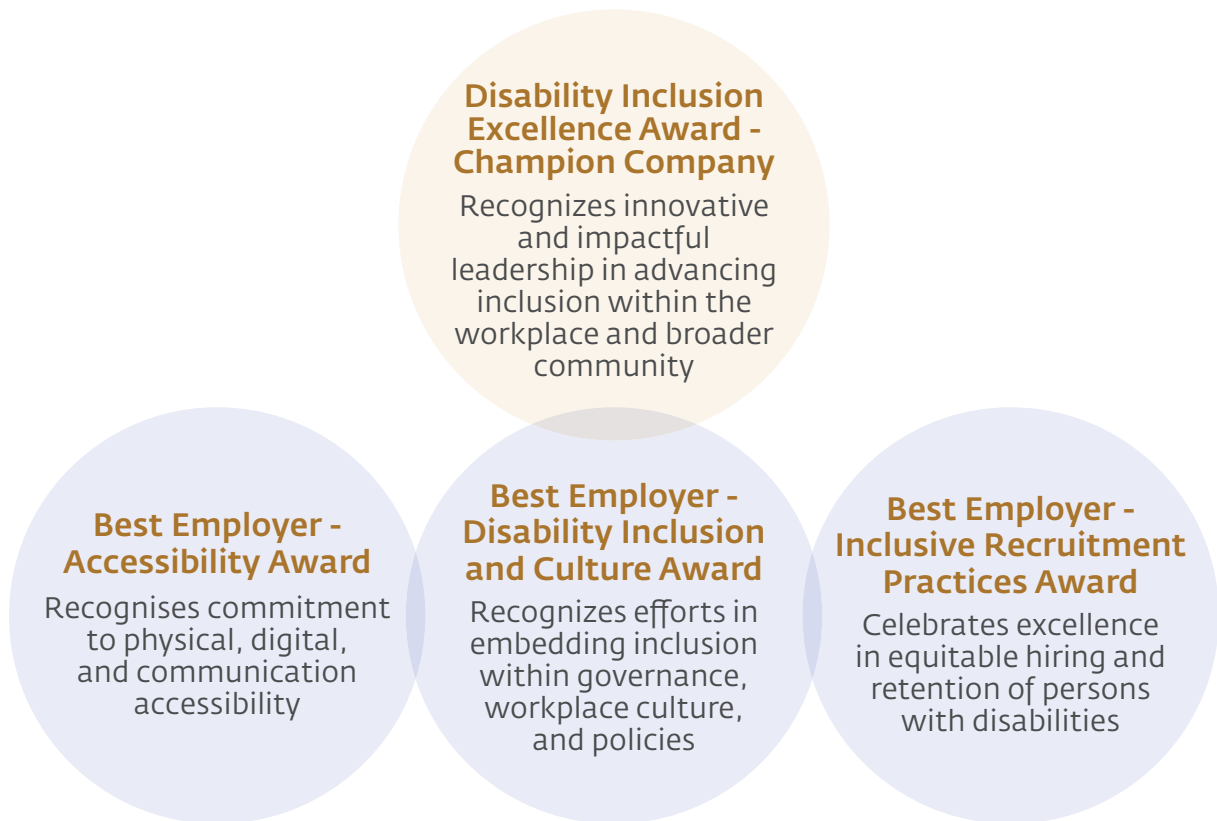 Disability Inclusion
Excellence Award -
Champion Company
Recognizes innovative
and impactful
leadership in advancing
inclusion within the
workplace and broader
community
Best Employer -
Accessibility Award
Recognises commitment
to physical, digital,
and communication
accessibility
Best Employer -
Disability Inclusion
and Culture Award
Recognizes efforts in
embedding inclusion
within governance,
workplace culture,
and policies
Best Employer -
Inclusive Recruitment
Practices Award
Celebrates excellence
in equitable hiring and
retention of persons
with disabilities